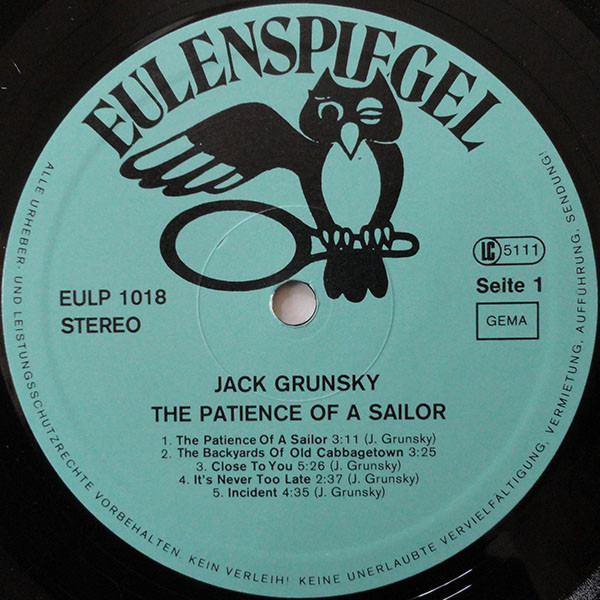 EULENSPIEGEL
LC 5111
EULP 1018
STEREO
Seite 1
GEMA
JACK GRUNSKY
THE PATIENCE OF A SAILOR
1. The Patience Of A Sailor 3:11 (J. Grunsky)
2. The Backyards Of Old Cabbagetown 3:25
3. Close To You 5:26 (J. Grunsky)
4. It's Never Too Late 2:37 (J. Grunsky)
5. Incident 4:35 (J. Grunsky)
ALLE URHEBER- UND LEISTUNGSSCHUTZRECHTE VORBEHALTEN. KEIN VERLEIH! KEINE UNERLAUBTE VERVIELFÄLTIGUNG, VERMIETUNG, AUFFÜHRUNG, SENDUNG!